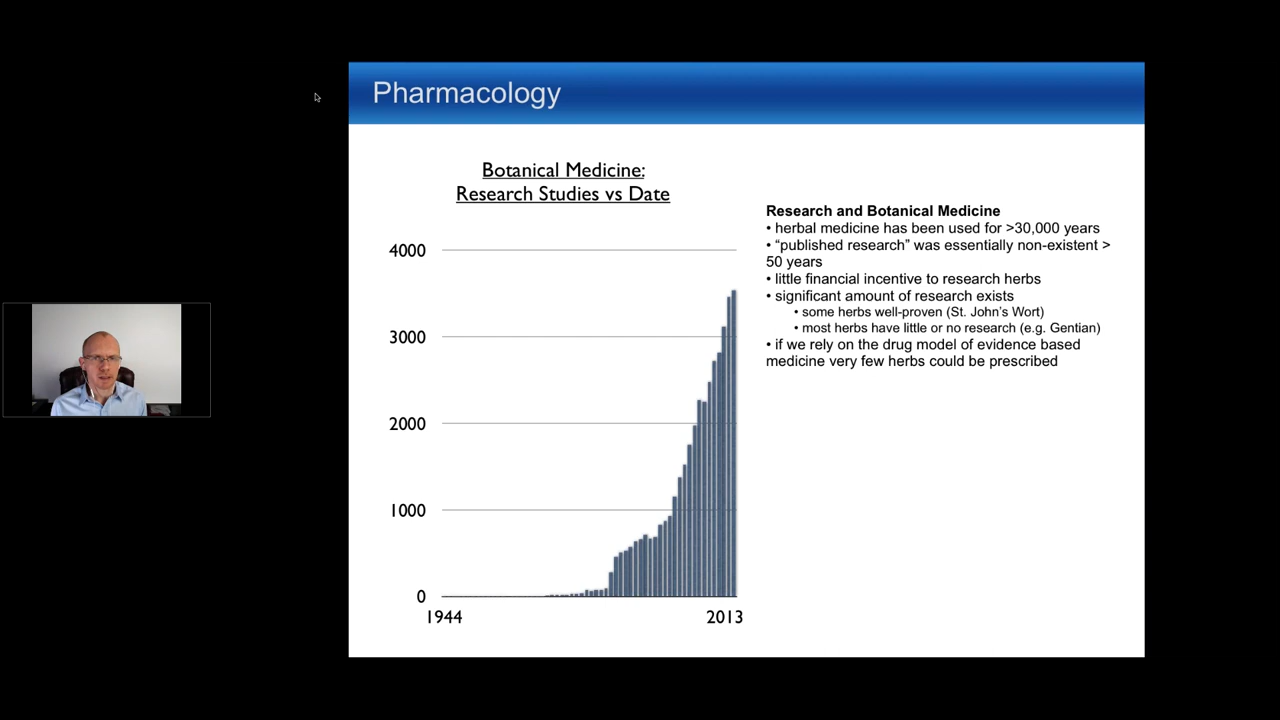 Pharmacology
Botanical Medicine:
Research Studies vs Date
4000
3000
2000
1000
0
1944
2013
Research and Botanical Medicine
• herbal medicine has been used for >30,000 years
• “published research” was essentially non-existent >
50 years
• little financial incentive to research herbs
• significant amount of research exists
• some herbs well-proven (St. John’s Wort)
• most herbs have little or no research (e.g. Gentian)
• if we rely on the drug model of evidence based
medicine very few herbs could be prescribed